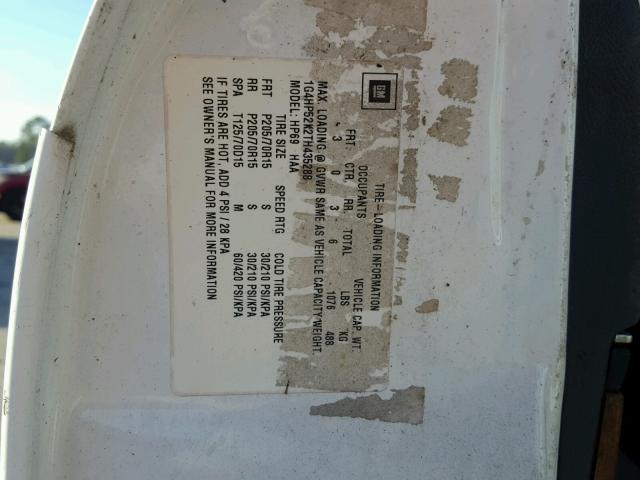 GM
TIRE-LOADING INFORMATION
OCCUPANTS VEHICLE CAP. WT.
FRT. CTR. RR. TOTAL LBS KG
3 0 3 6 1076 488
MAX. LOADING @ GVWR SAME AS VEHICLE CAPACITY WEIGHT.
1G4HP52K21H435288
MODEL: HP69 HAA
TIRE SIZE SPEED RTG COLD TIRE PRESSURE
FRT P205/70R15 S 30/210 PSI/KPA
RR P205/70R15 S 30/210 PSI/KPA
SPA T125/70D15 M 60/420 PSI/KPA
IF TIRES ARE HOT, ADD 4 PSI / 28 KPA
SEE OWNER'S MANUAL FOR MORE INFORMATION